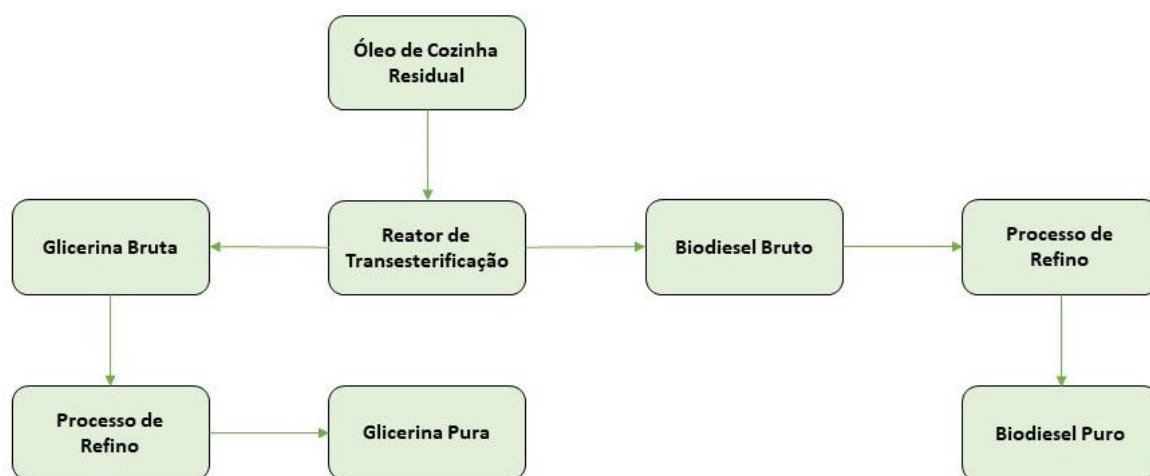 Óleo de Cozinha
Residual
Glicerina Bruta
Reator de
Transesterificação
Biodiesel Bruto
Processo de
Refino
Processo de
Refino
Glicerina Pura
Biodiesel Puro